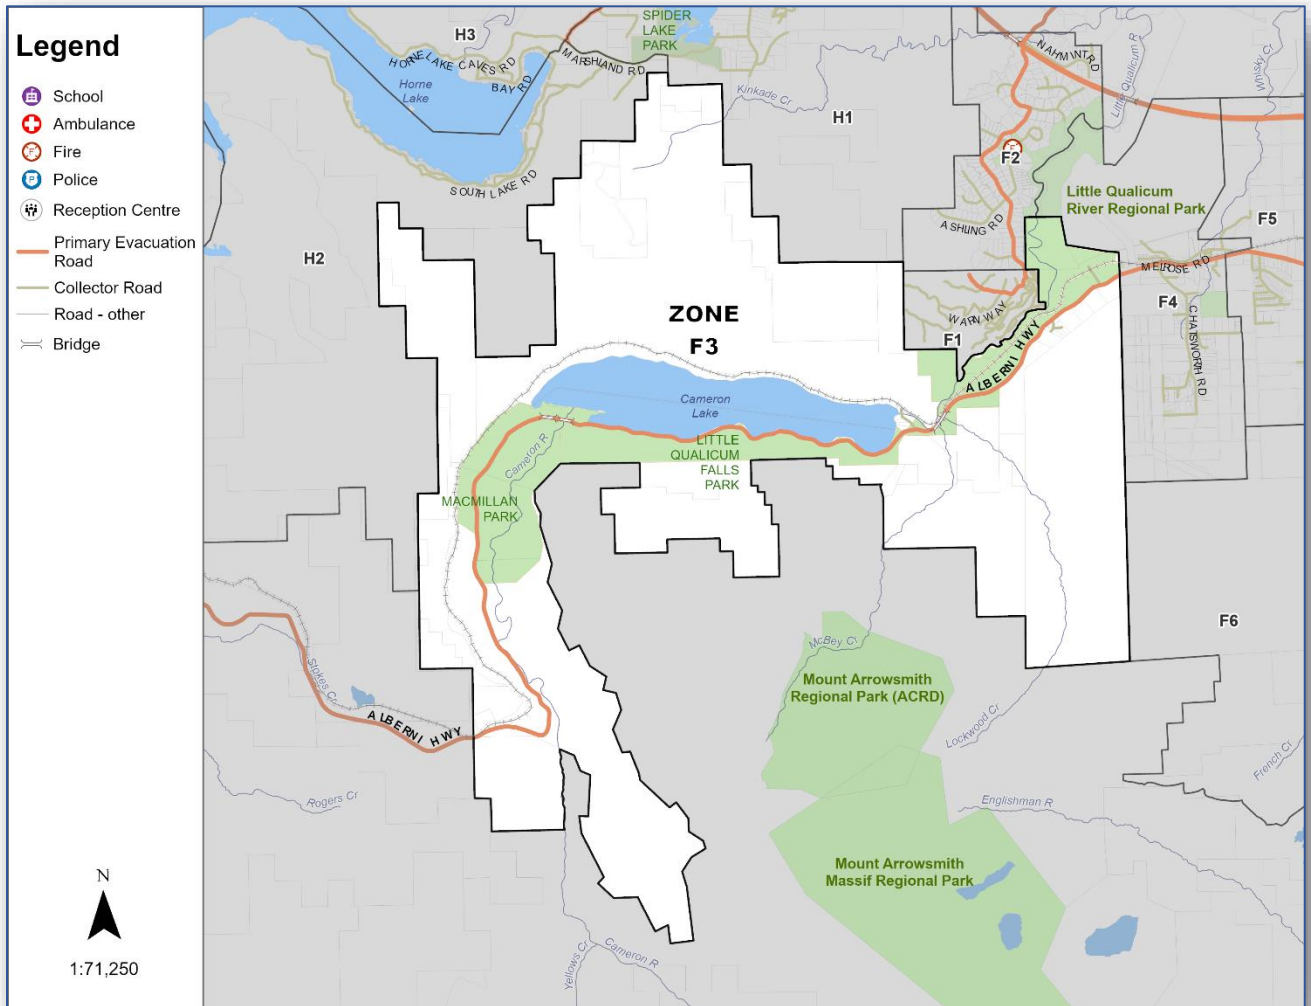 Legend
School
Ambulance
Fire
Police
Reception Centre
Primary Evacuation
Road
Collector Road
Road - other
Bridge
N
1:71,250
H3
SPIDER
LAKE
PARK
HORNE LAKE CAVES RD
BAY RD
MARSHLAND RD
Horne
Lake
SOUTH LAKE RD
Kinkade Cr
H1
NAHMINT RD
Little Qualicum R
Whisky Cr
F
F2
Little Qualicum
River Regional Park
ASHLING RD
F5
H2
MELROSE RD
WARN WAY
F1
F4
CHATSWORTH RD
ZONE
F3
ALBERNI HWY
Cameron
Lake
Cameron R
LITTLE
QUALICUM
FALLS
PARK
MACMILLAN
PARK
F6
McBey Cr
Mount Arrowsmith
Regional Park (ACRD)
Stokes Cr
ALBERNI HWY
Lockwood Cr
French Cr
Rogers Cr
Englishman R
Mount Arrowsmith
Massif Regional Park
Yellows Cr
Cameron R